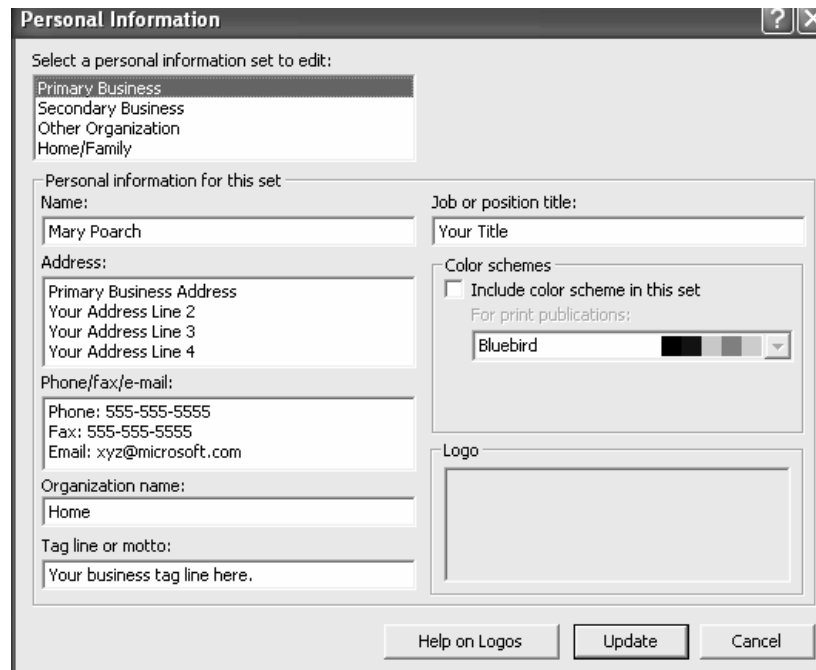 Personal Information
Select a personal information set to edit:
Primary Business
Secondary Business
Other Organization
Home/Family
Personal information for this set
Name:
Mary Poarch
Address:
Primary Business Address
Your Address Line 2
Your Address Line 3
Your Address Line 4
Phone/fax/e-mail:
Phone: 555-555-5555
Fax: 555-555-5555
Email: xyz@microsoft.com
Organization name:
Home
Tag line or motto:
Your business tag line here.
Job or position title:
Your Title
Color schemes
Include color scheme in this set
For print publications:
Bluebird
Logo
Help on Logos
Update
Cancel